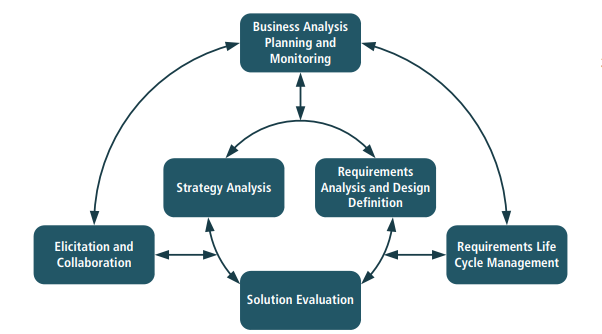 Business Analysis
Planning and
Monitoring
Strategy Analysis
Requirements
Analysis and Design
Definition
Elicitation and
Collaboration
Requirements Life
Cycle Management
Solution Evaluation